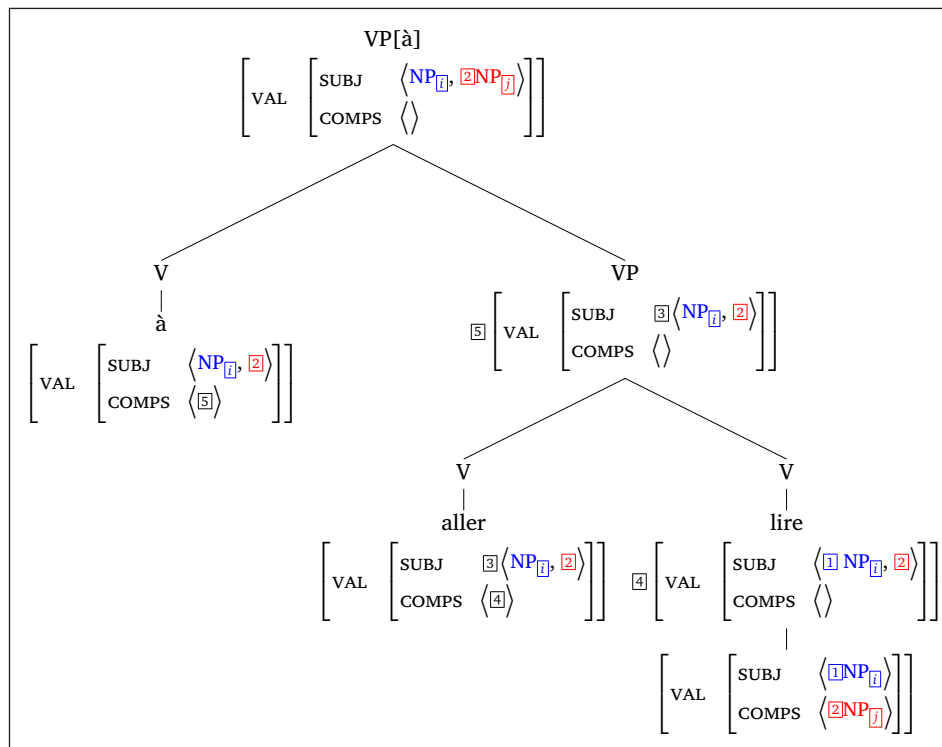 VP[à]
[VAL [SUBJ ⟨NP[i], [2]NP[j]⟩
COMPS ⟨⟩]]
V VP
à
[VAL [SUBJ ⟨NP[i], [2]⟩
COMPS ⟨[5]⟩]]
[5] [VAL [SUBJ [3]⟨NP[i], [2]⟩
COMPS ⟨⟩]]
V V
aller lire
[VAL [SUBJ [3]⟨NP[i], [2]⟩
COMPS ⟨[4]⟩]]
[4] [VAL [SUBJ ⟨[1] NP[i], [2]⟩
COMPS ⟨⟩]]
[VAL [SUBJ ⟨[1]NP[i]⟩
COMPS ⟨[2]NP[j]⟩]]